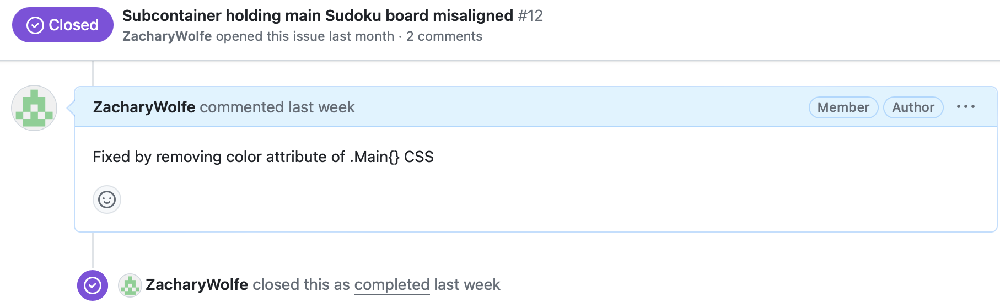 Closed
Subcontainer holding main Sudoku board misaligned #12
ZacharyWolfe opened this issue last month · 2 comments
ZacharyWolfe commented last week
Member
Author
Fixed by removing color attribute of .Main{} CSS
ZacharyWolfe closed this as completed last week